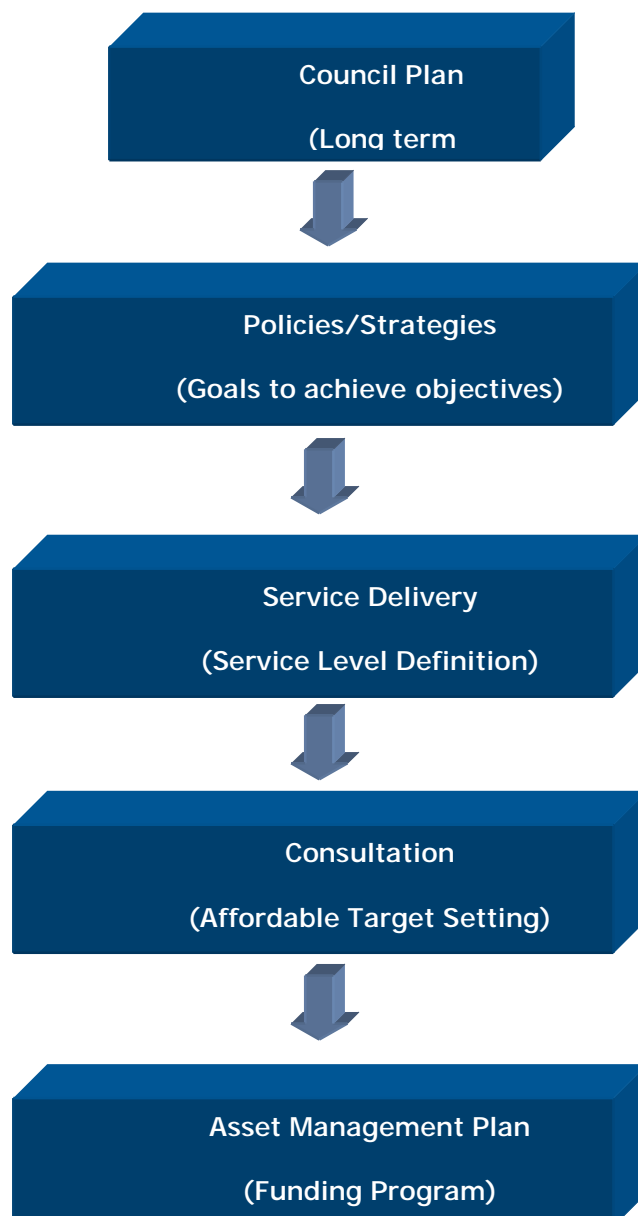 Council Plan
(Long term
Policies/Strategies
(Goals to achieve objectives)
Service Delivery
(Service Level Definition)
Consultation
(Affordable Target Setting)
Asset Management Plan
(Funding Program)